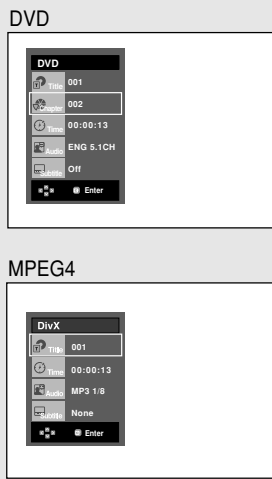 DVD
DVD
Title 001
Chapter 002
Time 00:00:13
Audio ENG 5.1CH
Subtitle Off
Enter
MPEG4
DivX
Title 001
Time 00:00:13
Audio MP3 1/8
Subtitle None
Enter